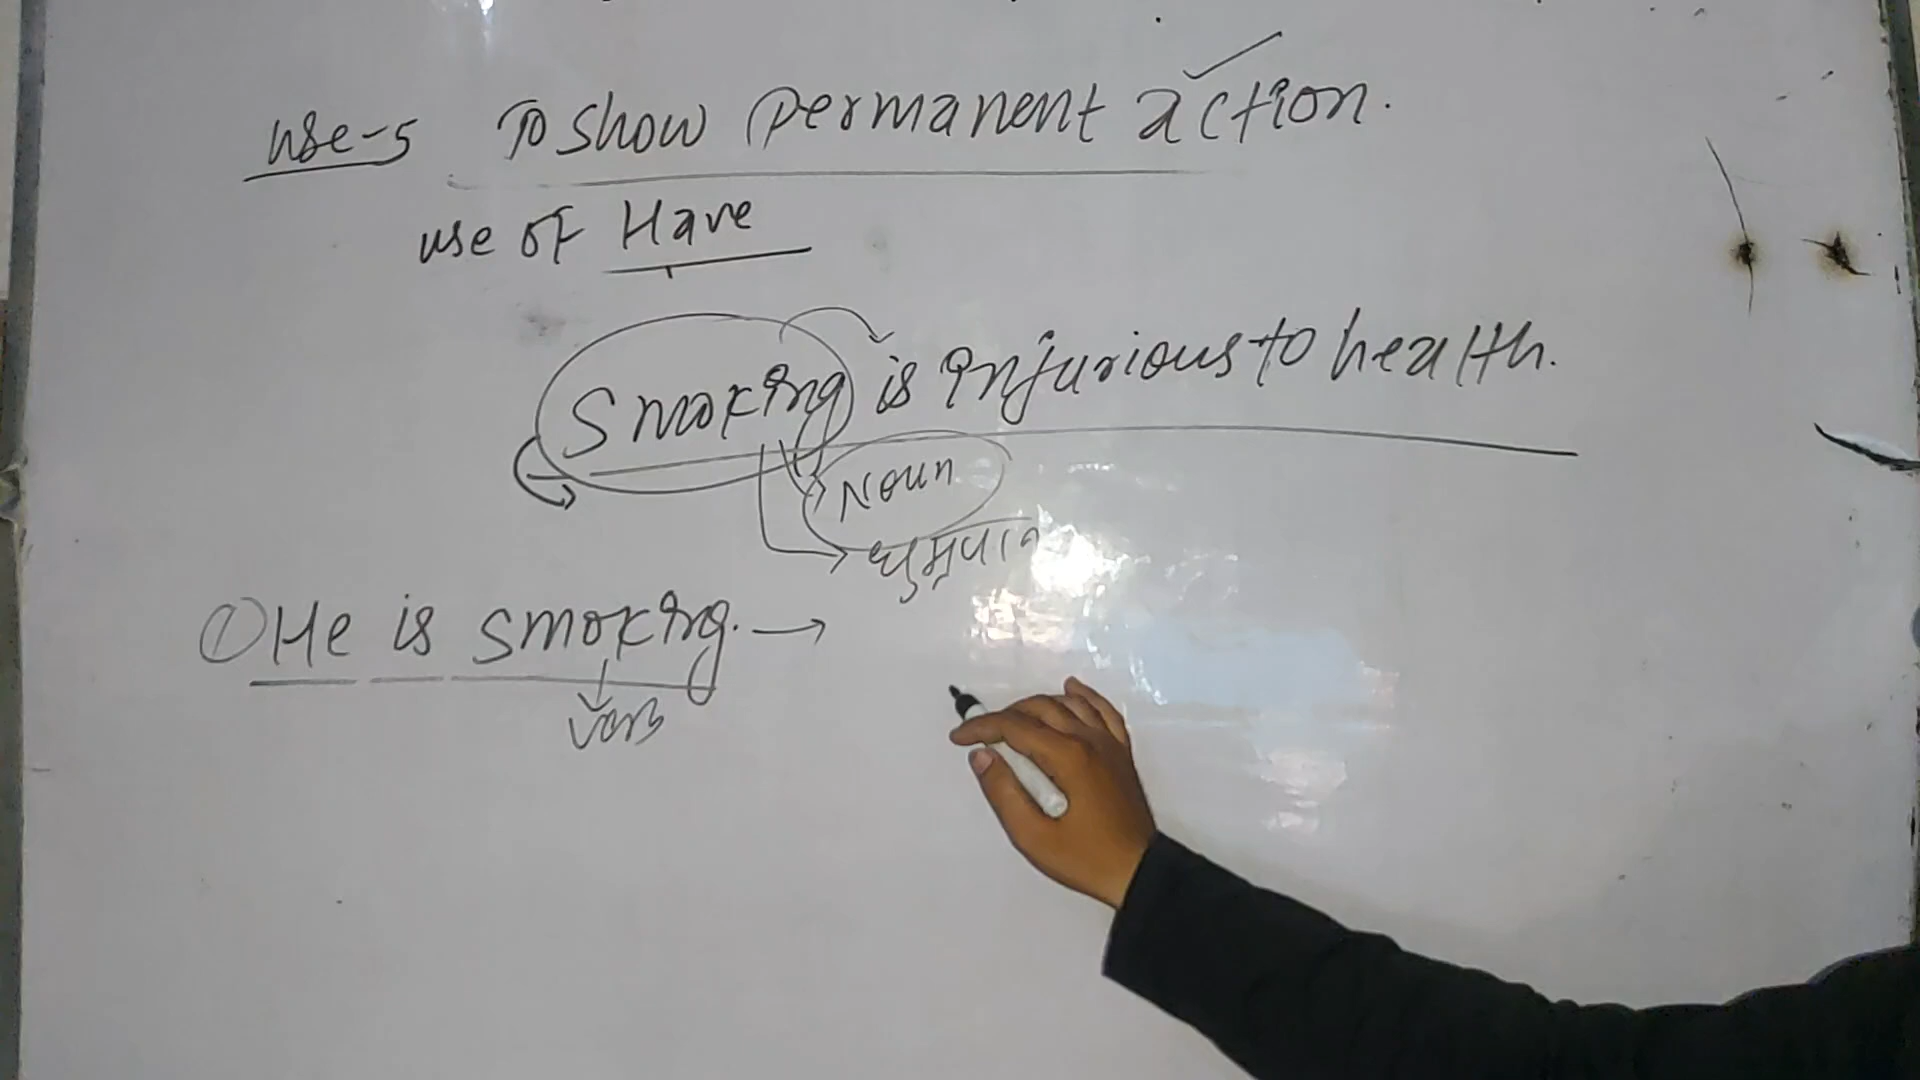 Use-5 To show permanent action.
use of Have
Smoking is injurious to health.
Noun
धुम्रपान
① He is smoking. →
Verb